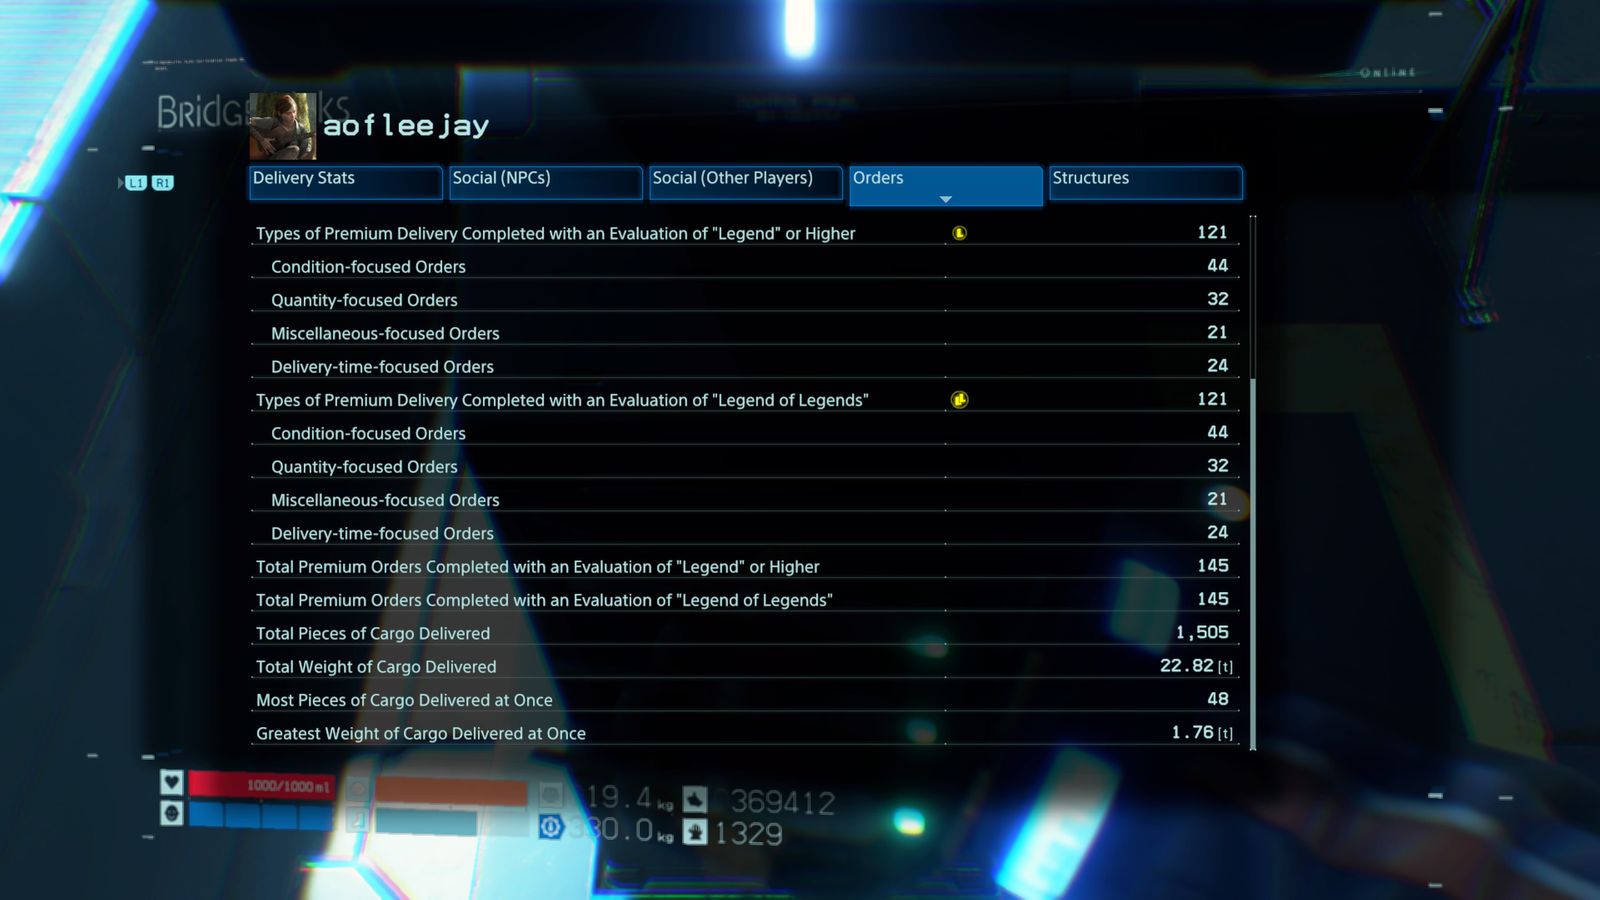 Online
aofleejay
L1 R1
Delivery Stats
Social (NPCs)
Social (Other Players)
Orders
Structures
Types of Premium Delivery Completed with an Evaluation of "Legend" or Higher 121
Condition-focused Orders 44
Quantity-focused Orders 32
Miscellaneous-focused Orders 21
Delivery-time-focused Orders 24
Types of Premium Delivery Completed with an Evaluation of "Legend of Legends" 121
Condition-focused Orders 44
Quantity-focused Orders 32
Miscellaneous-focused Orders 21
Delivery-time-focused Orders 24
Total Premium Orders Completed with an Evaluation of "Legend" or Higher 145
Total Premium Orders Completed with an Evaluation of "Legend of Legends" 145
Total Pieces of Cargo Delivered 1,505
Total Weight of Cargo Delivered 22.82 [t]
Most Pieces of Cargo Delivered at Once 48
Greatest Weight of Cargo Delivered at Once 1.76 [t]
1000/1000 ml 19.4 kg 369412
330.0 kg 1329